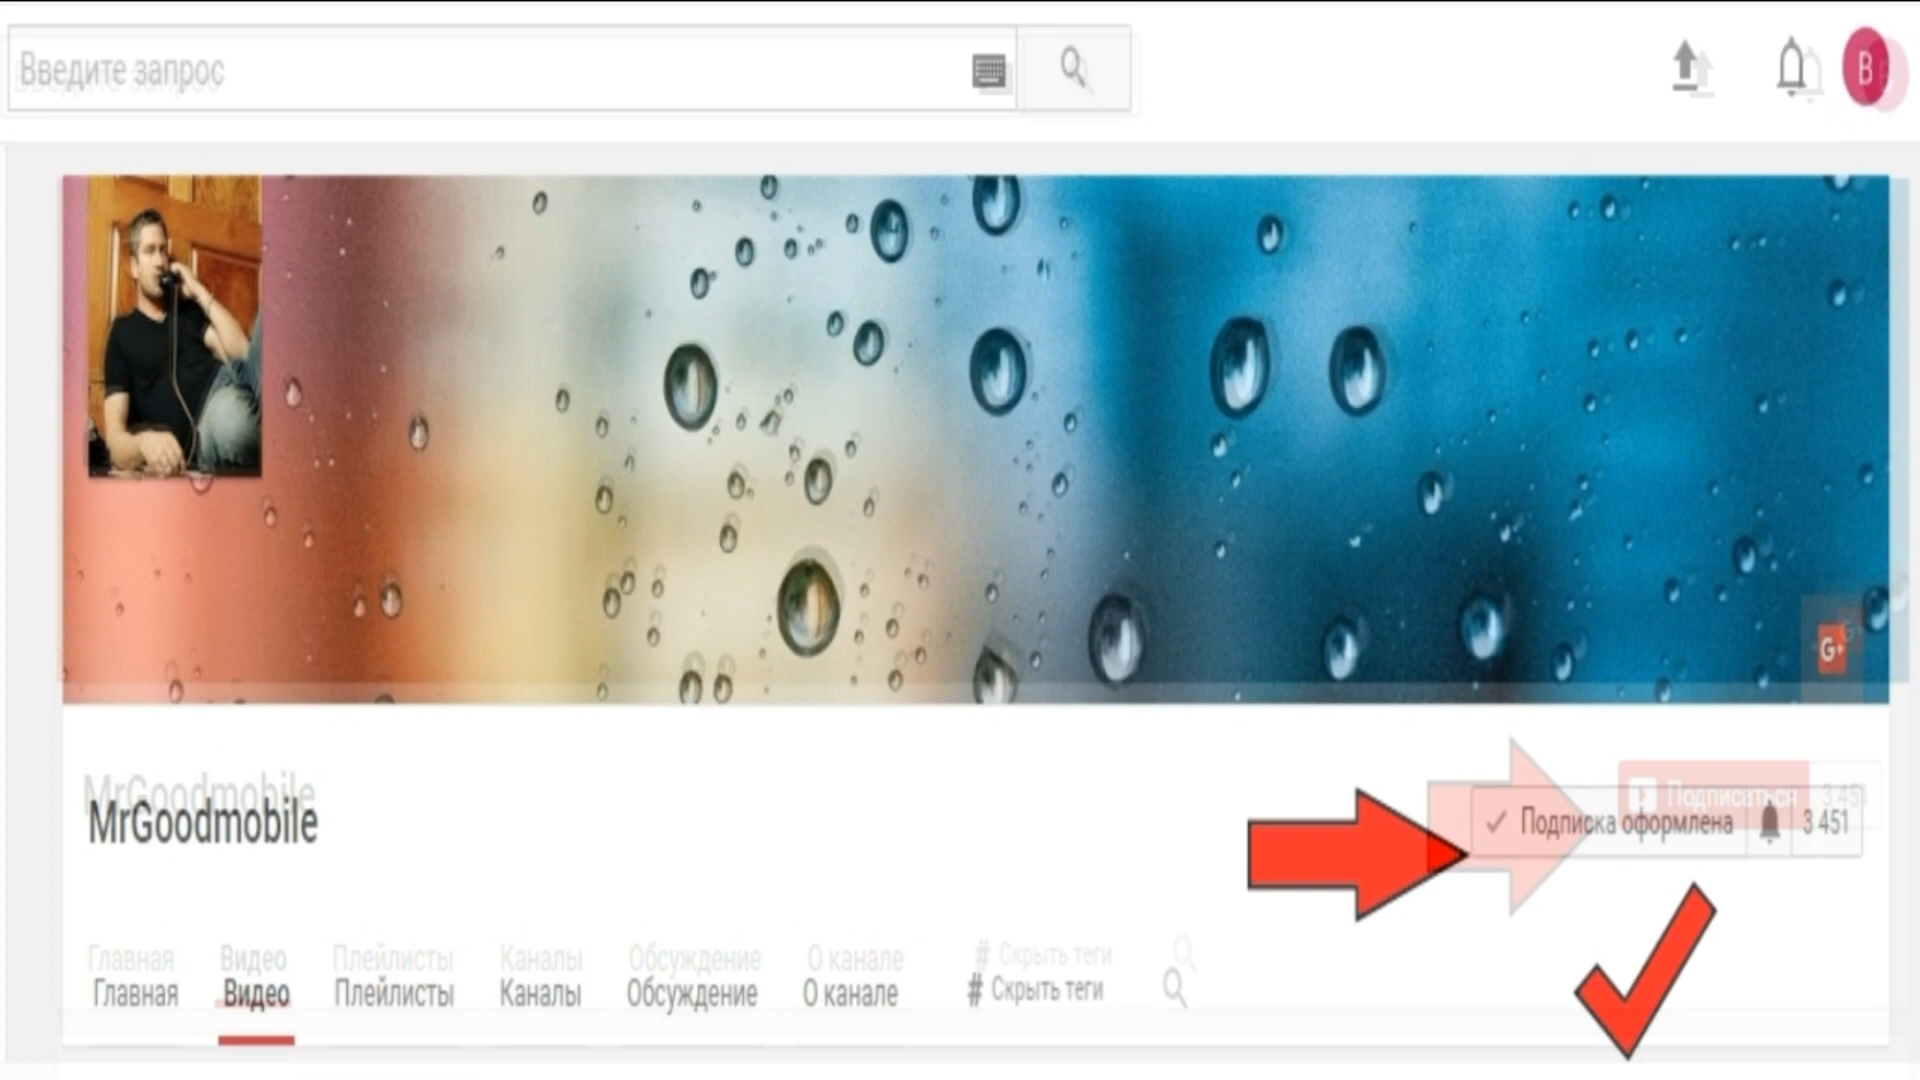 Введите запрос
B
G+
Подписаться 3 451
MrGoodmobile
MrGoodmobile
Подписка оформлена 3 451
Главная Видео Плейлисты Каналы Обсуждение О канале # Скрыть теги
Главная Видео Плейлисты Каналы Обсуждение О канале # Скрыть теги